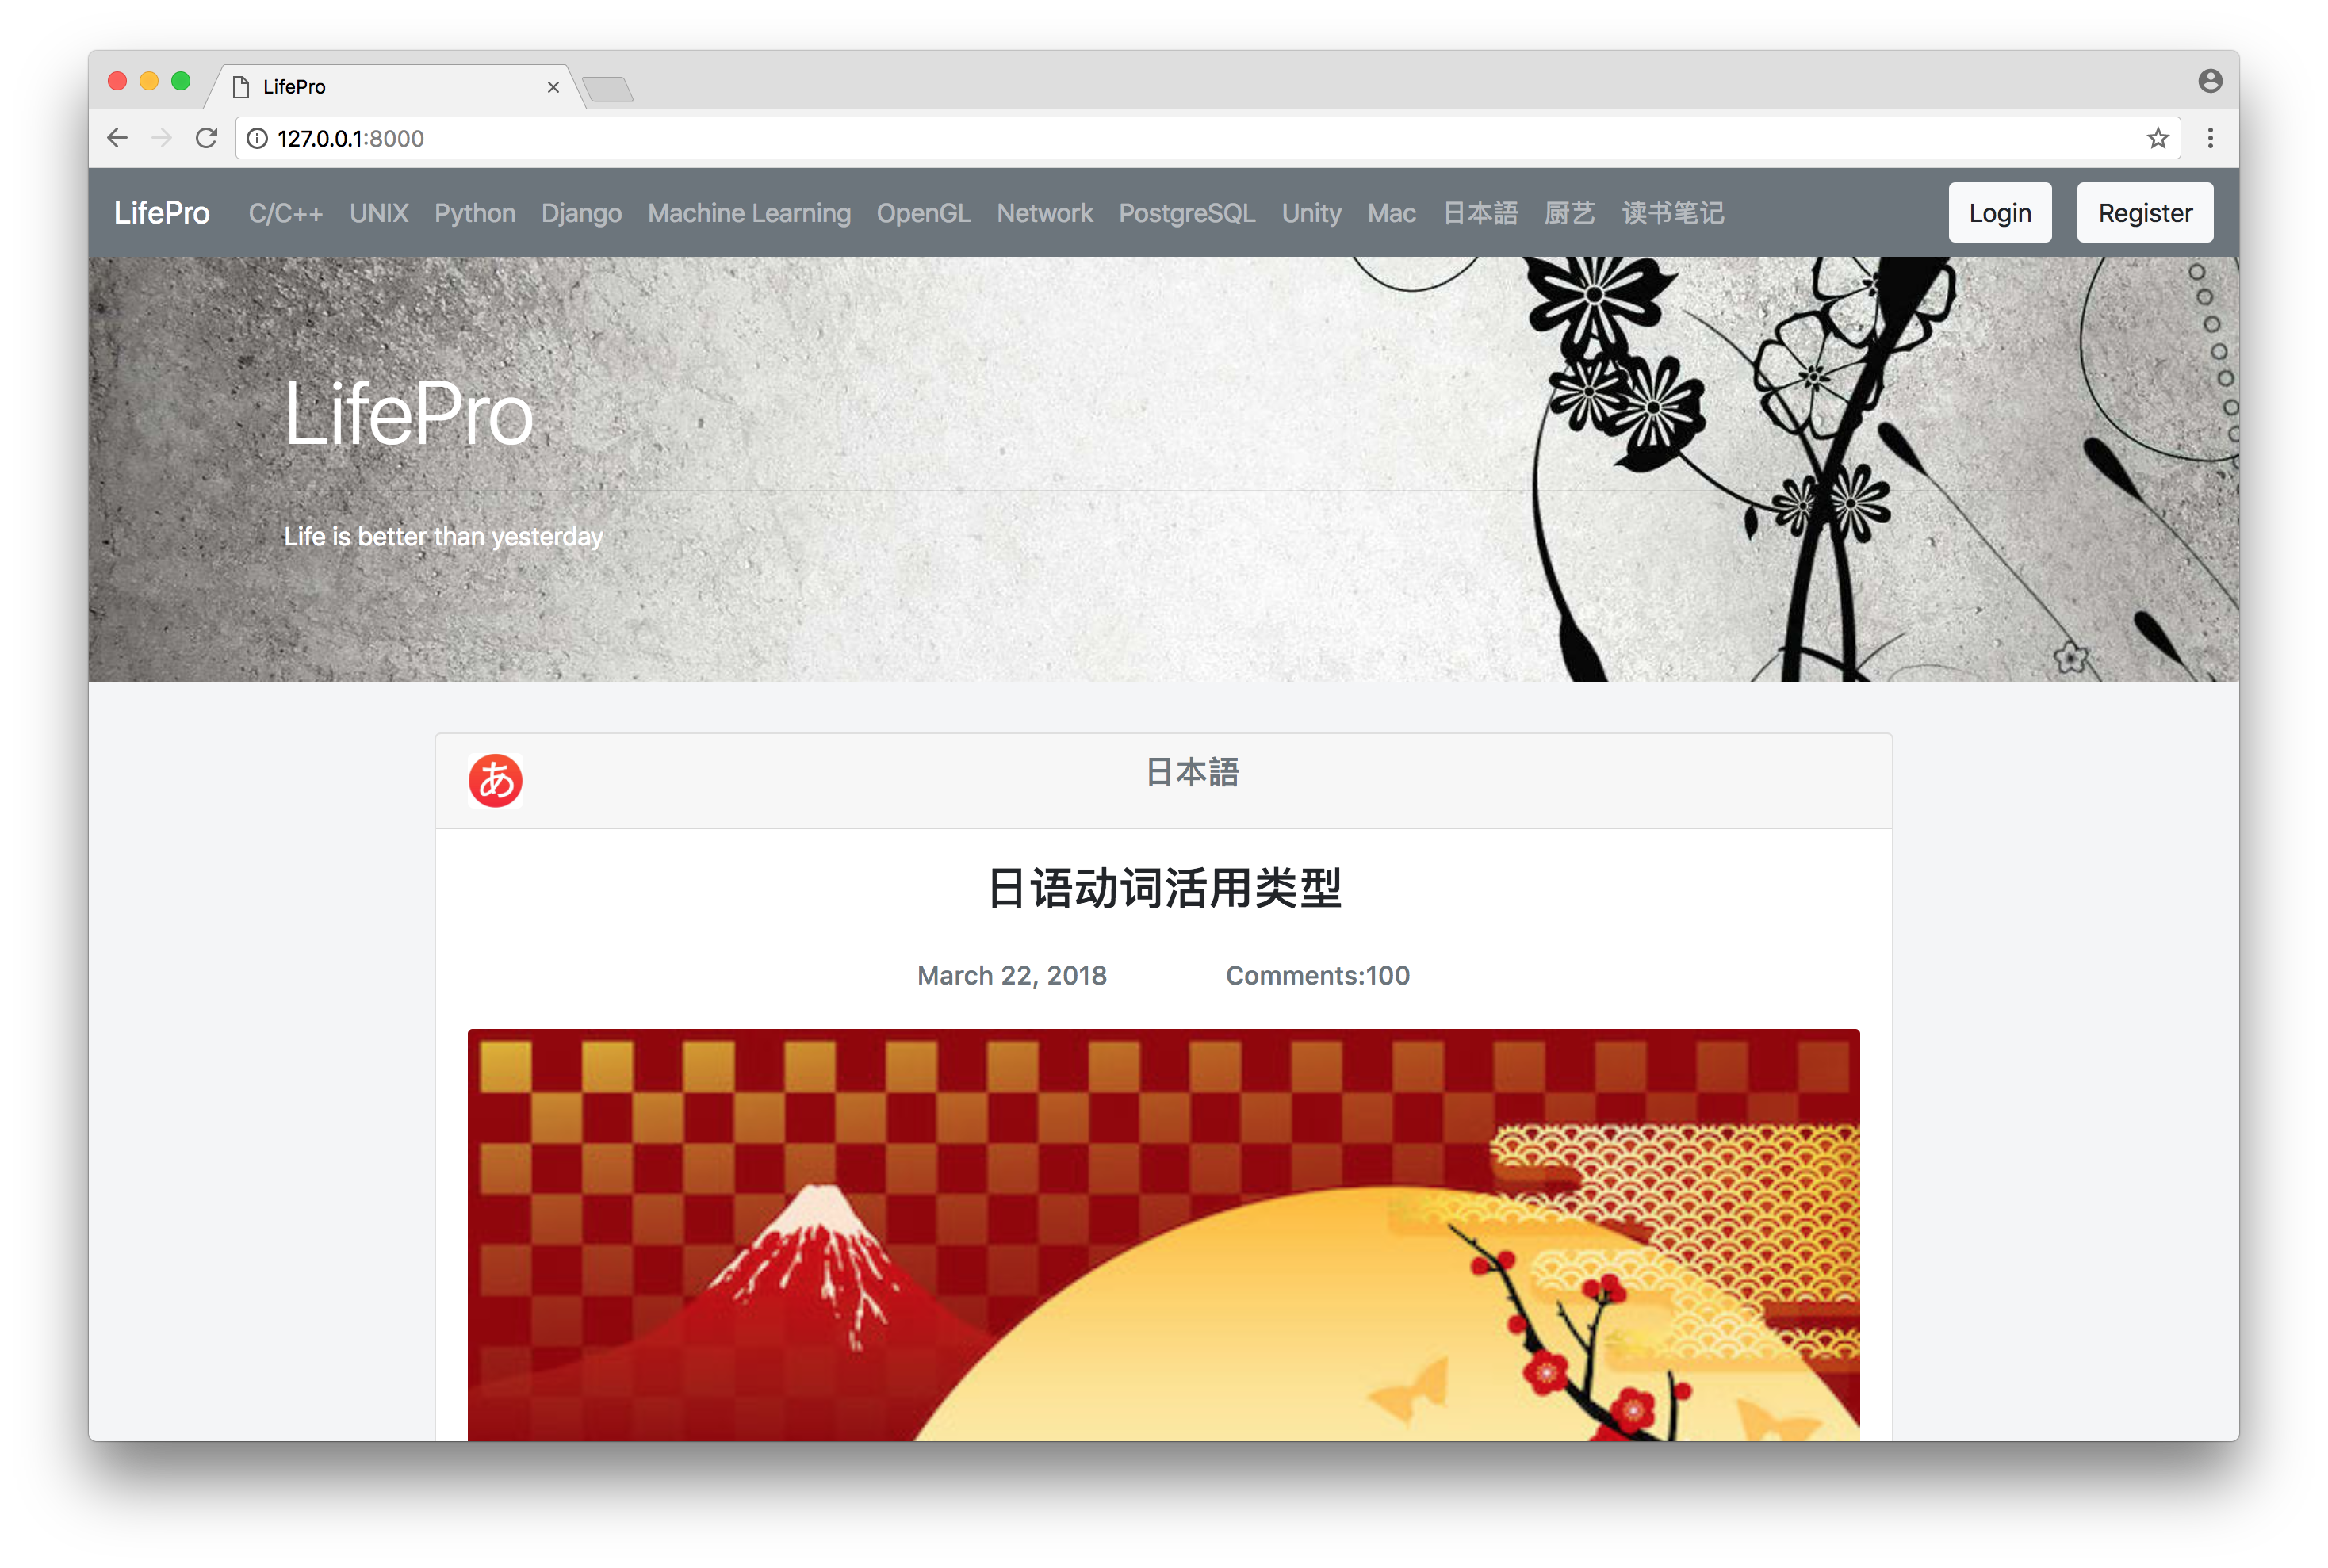 LifePro
127.0.0.1:8000
LifePro C/C++ UNIX Python Django Machine Learning OpenGL Network PostgreSQL Unity Mac 日本語 厨艺 读书笔记 Login Register
LifePro
Life is better than yesterday
あ 日本語
日语动词活用类型
March 22, 2018 Comments:100